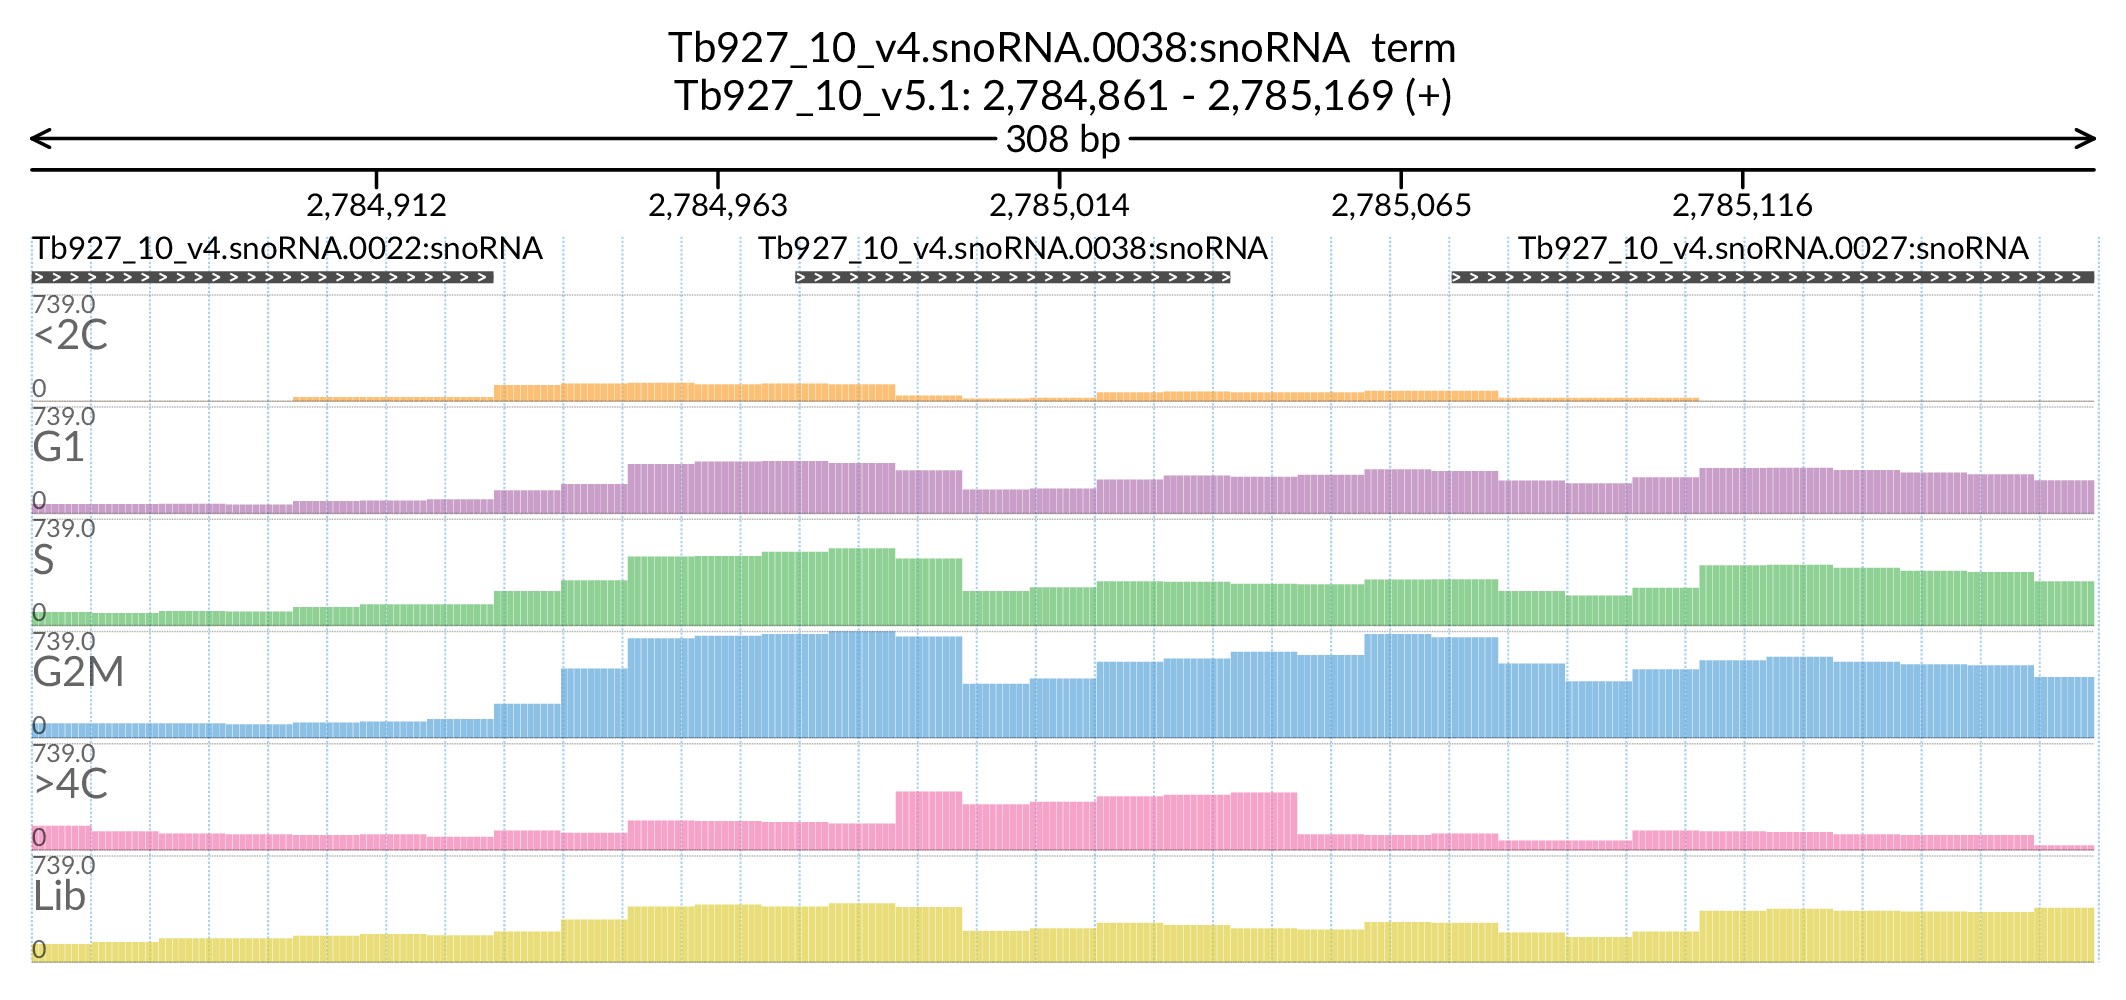 Tb927_10_v4.snoRNA.0038:snoRNA term
Tb927_10_v5.1: 2,784,861 - 2,785,169 (+)
308 bp
2,784,912 2,784,963 2,785,014 2,785,065 2,785,116
Tb927_10_v4.snoRNA.0022:snoRNA Tb927_10_v4.snoRNA.0038:snoRNA Tb927_10_v4.snoRNA.0027:snoRNA
739.0
<2C
0
739.0
G1
0
739.0
S
0
739.0
G2M
0
739.0
>4C
0
739.0
Lib
0